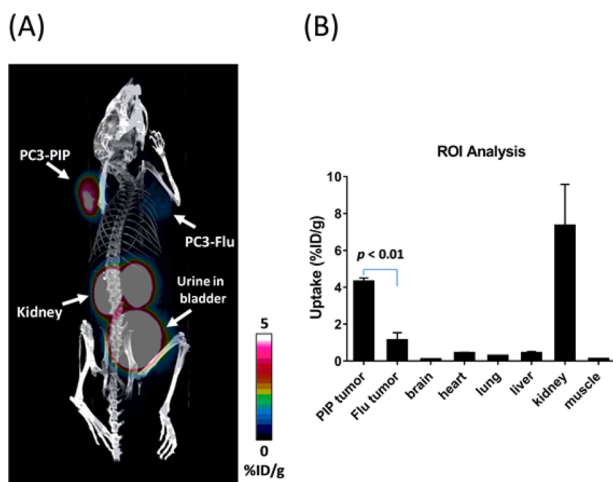 (A)
PC3-PIP
PC3-Flu
Kidney
Urine in
bladder
5
0
%ID/g
(B)
ROI Analysis
Uptake (%ID/g)
10
8
6
4
2
0
p < 0.01
PIP tumor
Flu tumor
brain
heart
lung
liver
kidney
muscle